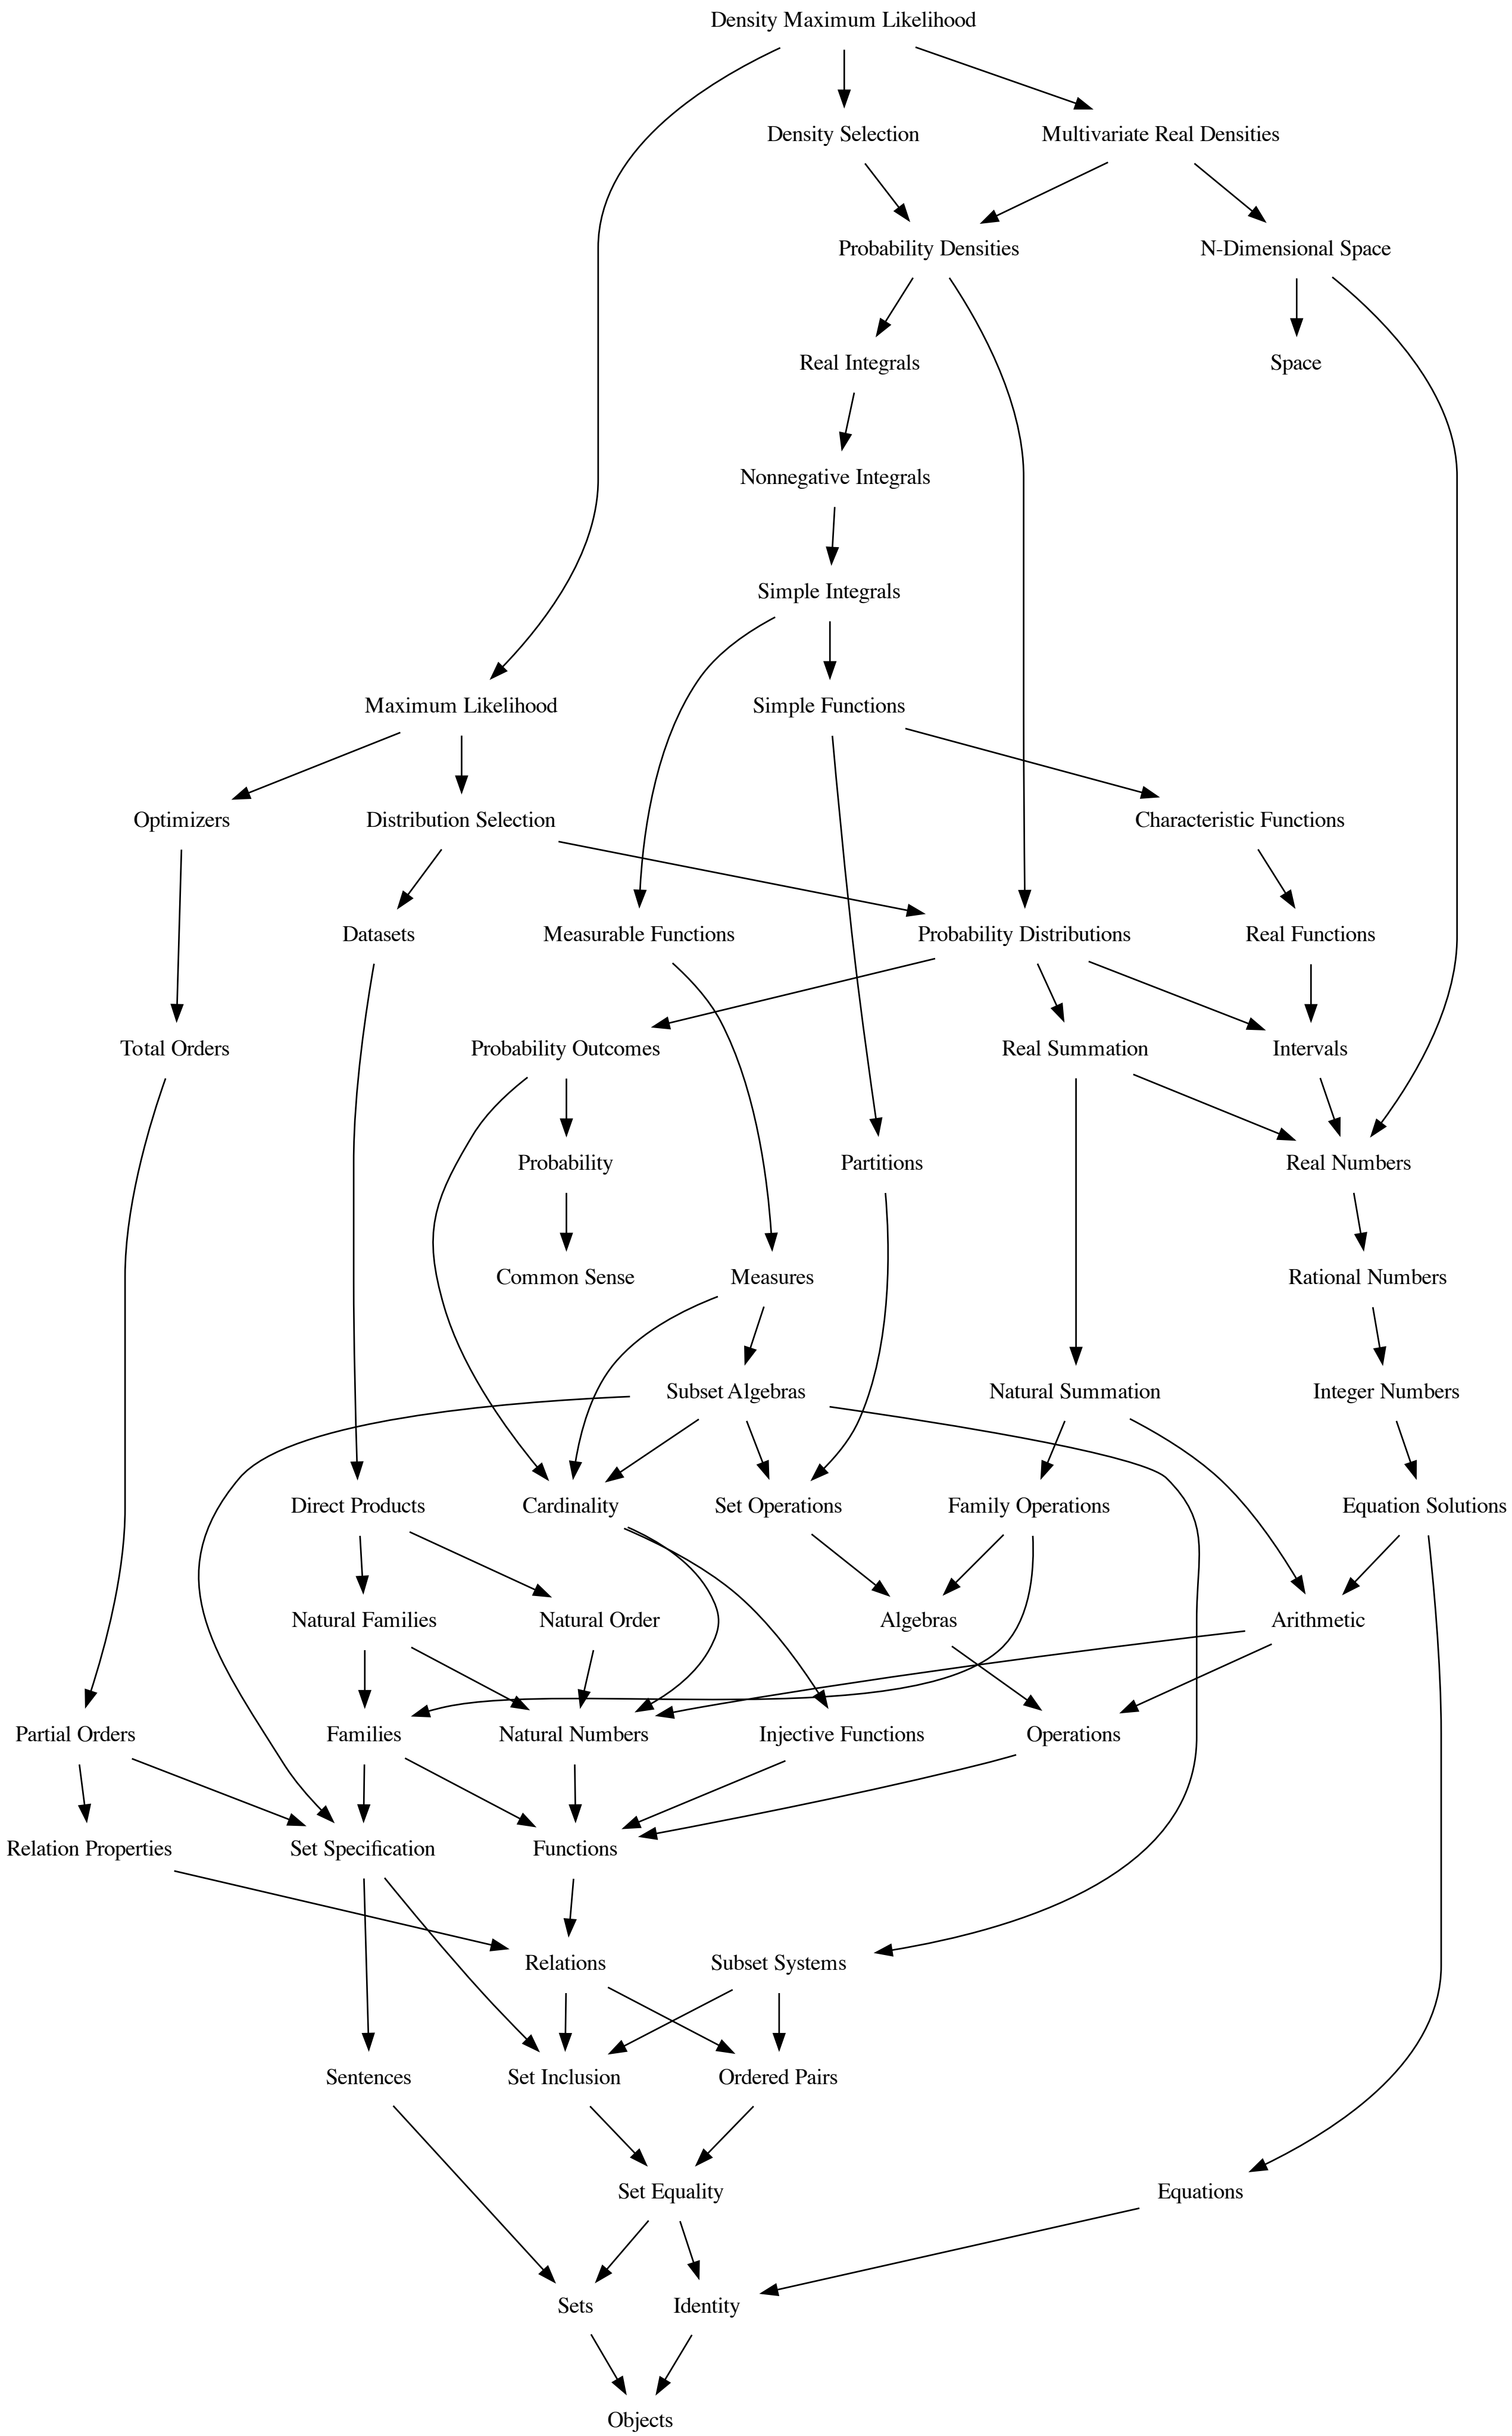 Density Maximum Likelihood
Density Selection
Multivariate Real Densities
Probability Densities
N-Dimensional Space
Real Integrals
Space
Nonnegative Integrals
Simple Integrals
Maximum Likelihood
Simple Functions
Optimizers
Distribution Selection
Characteristic Functions
Datasets
Measurable Functions
Probability Distributions
Real Functions
Total Orders
Probability Outcomes
Real Summation
Intervals
Probability
Partitions
Real Numbers
Common Sense
Measures
Rational Numbers
Subset Algebras
Natural Summation
Integer Numbers
Direct Products
Cardinality
Set Operations
Family Operations
Equation Solutions
Natural Families
Natural Order
Algebras
Arithmetic
Partial Orders
Families
Natural Numbers
Injective Functions
Operations
Relation Properties
Set Specification
Functions
Relations
Subset Systems
Sentences
Set Inclusion
Ordered Pairs
Set Equality
Equations
Sets
Identity
Objects